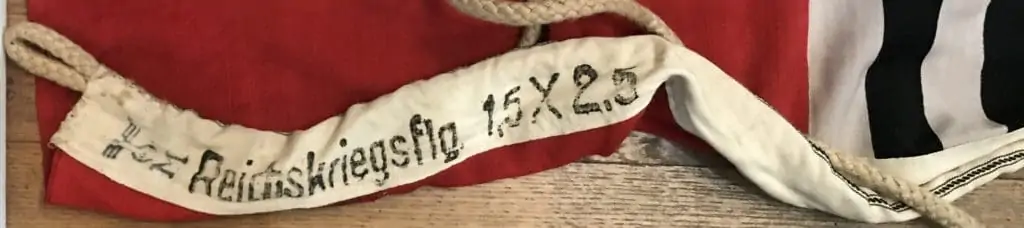 Reichskriegsflg. 1,5 X 2,5